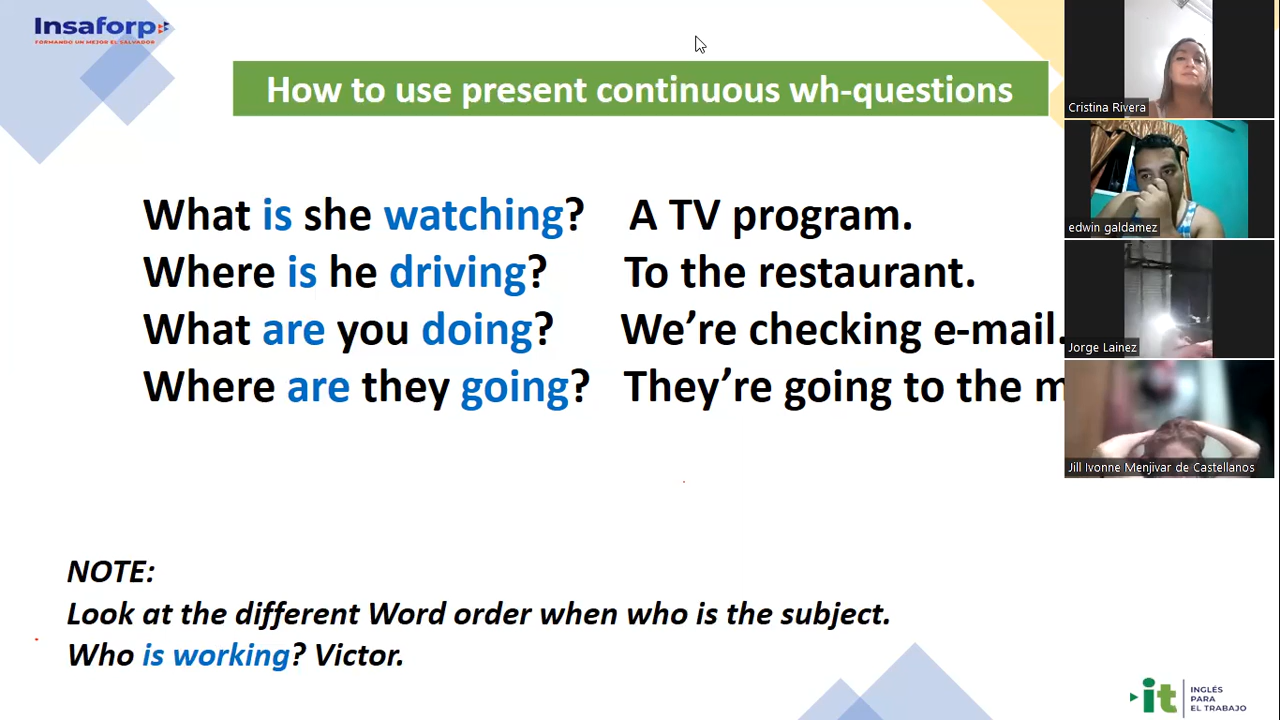 Insaforp
FORMANDO UN MEJOR EL SALVADOR
How to use present continuous wh-questions
What is she watching? A TV program.
Where is he driving? To the restaurant.
What are you doing? We're checking e-mail.
Where are they going? They're going to the
NOTE:
Look at the different Word order when who is the subject.
Who is working? Victor.
Cristina Rivera
edwin galdamez
Jorge Lainez
Jill Ivonne Menjivar de Castellanos
it
INGLÉS
PARA
EL TRABAJO